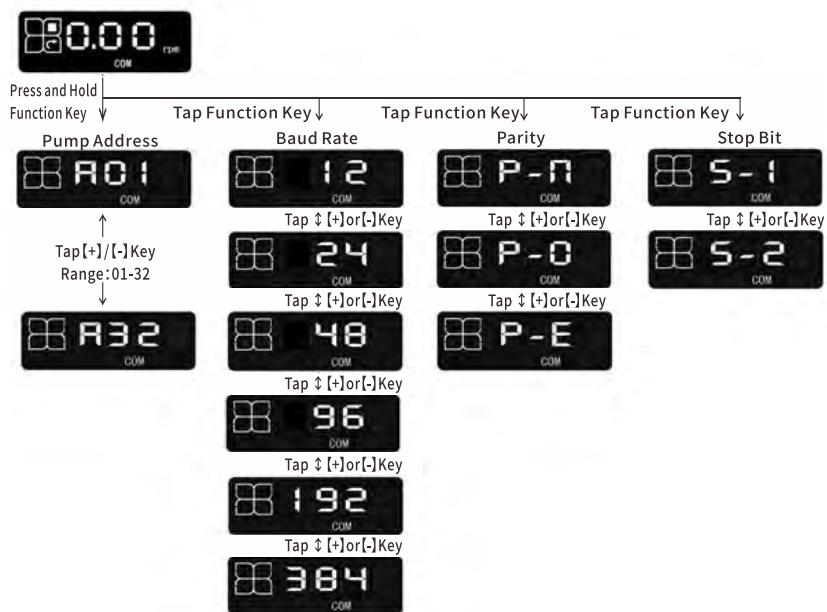 0.00 rpm
COM
Press and Hold
Function Key
Tap Function Key
Tap Function Key
Tap Function Key
Pump Address
A01
COM
Tap【+】/【-】Key
Range:01-32
A32
COM
Baud Rate
12
COM
Tap ↕【+】or【-】Key
24
COM
Tap ↕【+】or【-】Key
48
COM
Tap ↕【+】or【-】Key
96
COM
Tap ↕【+】or【-】Key
192
COM
Tap ↕【+】or【-】Key
384
COM
Parity
P-n
COM
Tap ↕【+】or【-】Key
P-O
COM
Tap ↕【+】or【-】Key
P-E
COM
Stop Bit
S-1
COM
Tap ↕【+】or【-】Key
S-2
COM